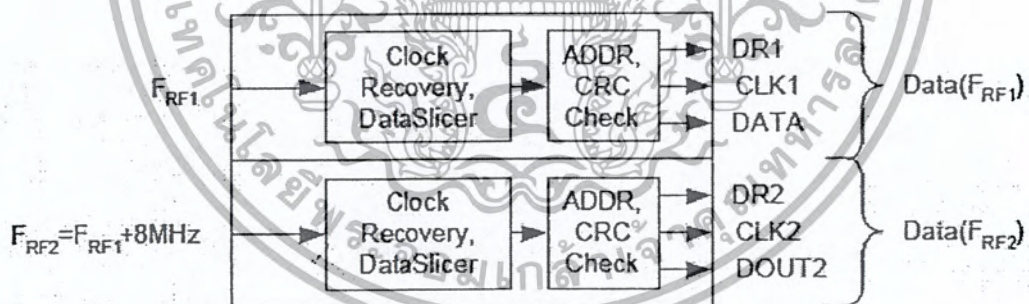 F_RF1
Clock
Recovery,
DataSlicer
ADDR,
CRC
Check
DR1
CLK1
DATA
Data(F_RF1)
F_RF2=F_RF1+8MHz
Clock
Recovery,
DataSlicer
ADDR,
CRC
Check
DR2
CLK2
DOUT2
Data(F_RF2)